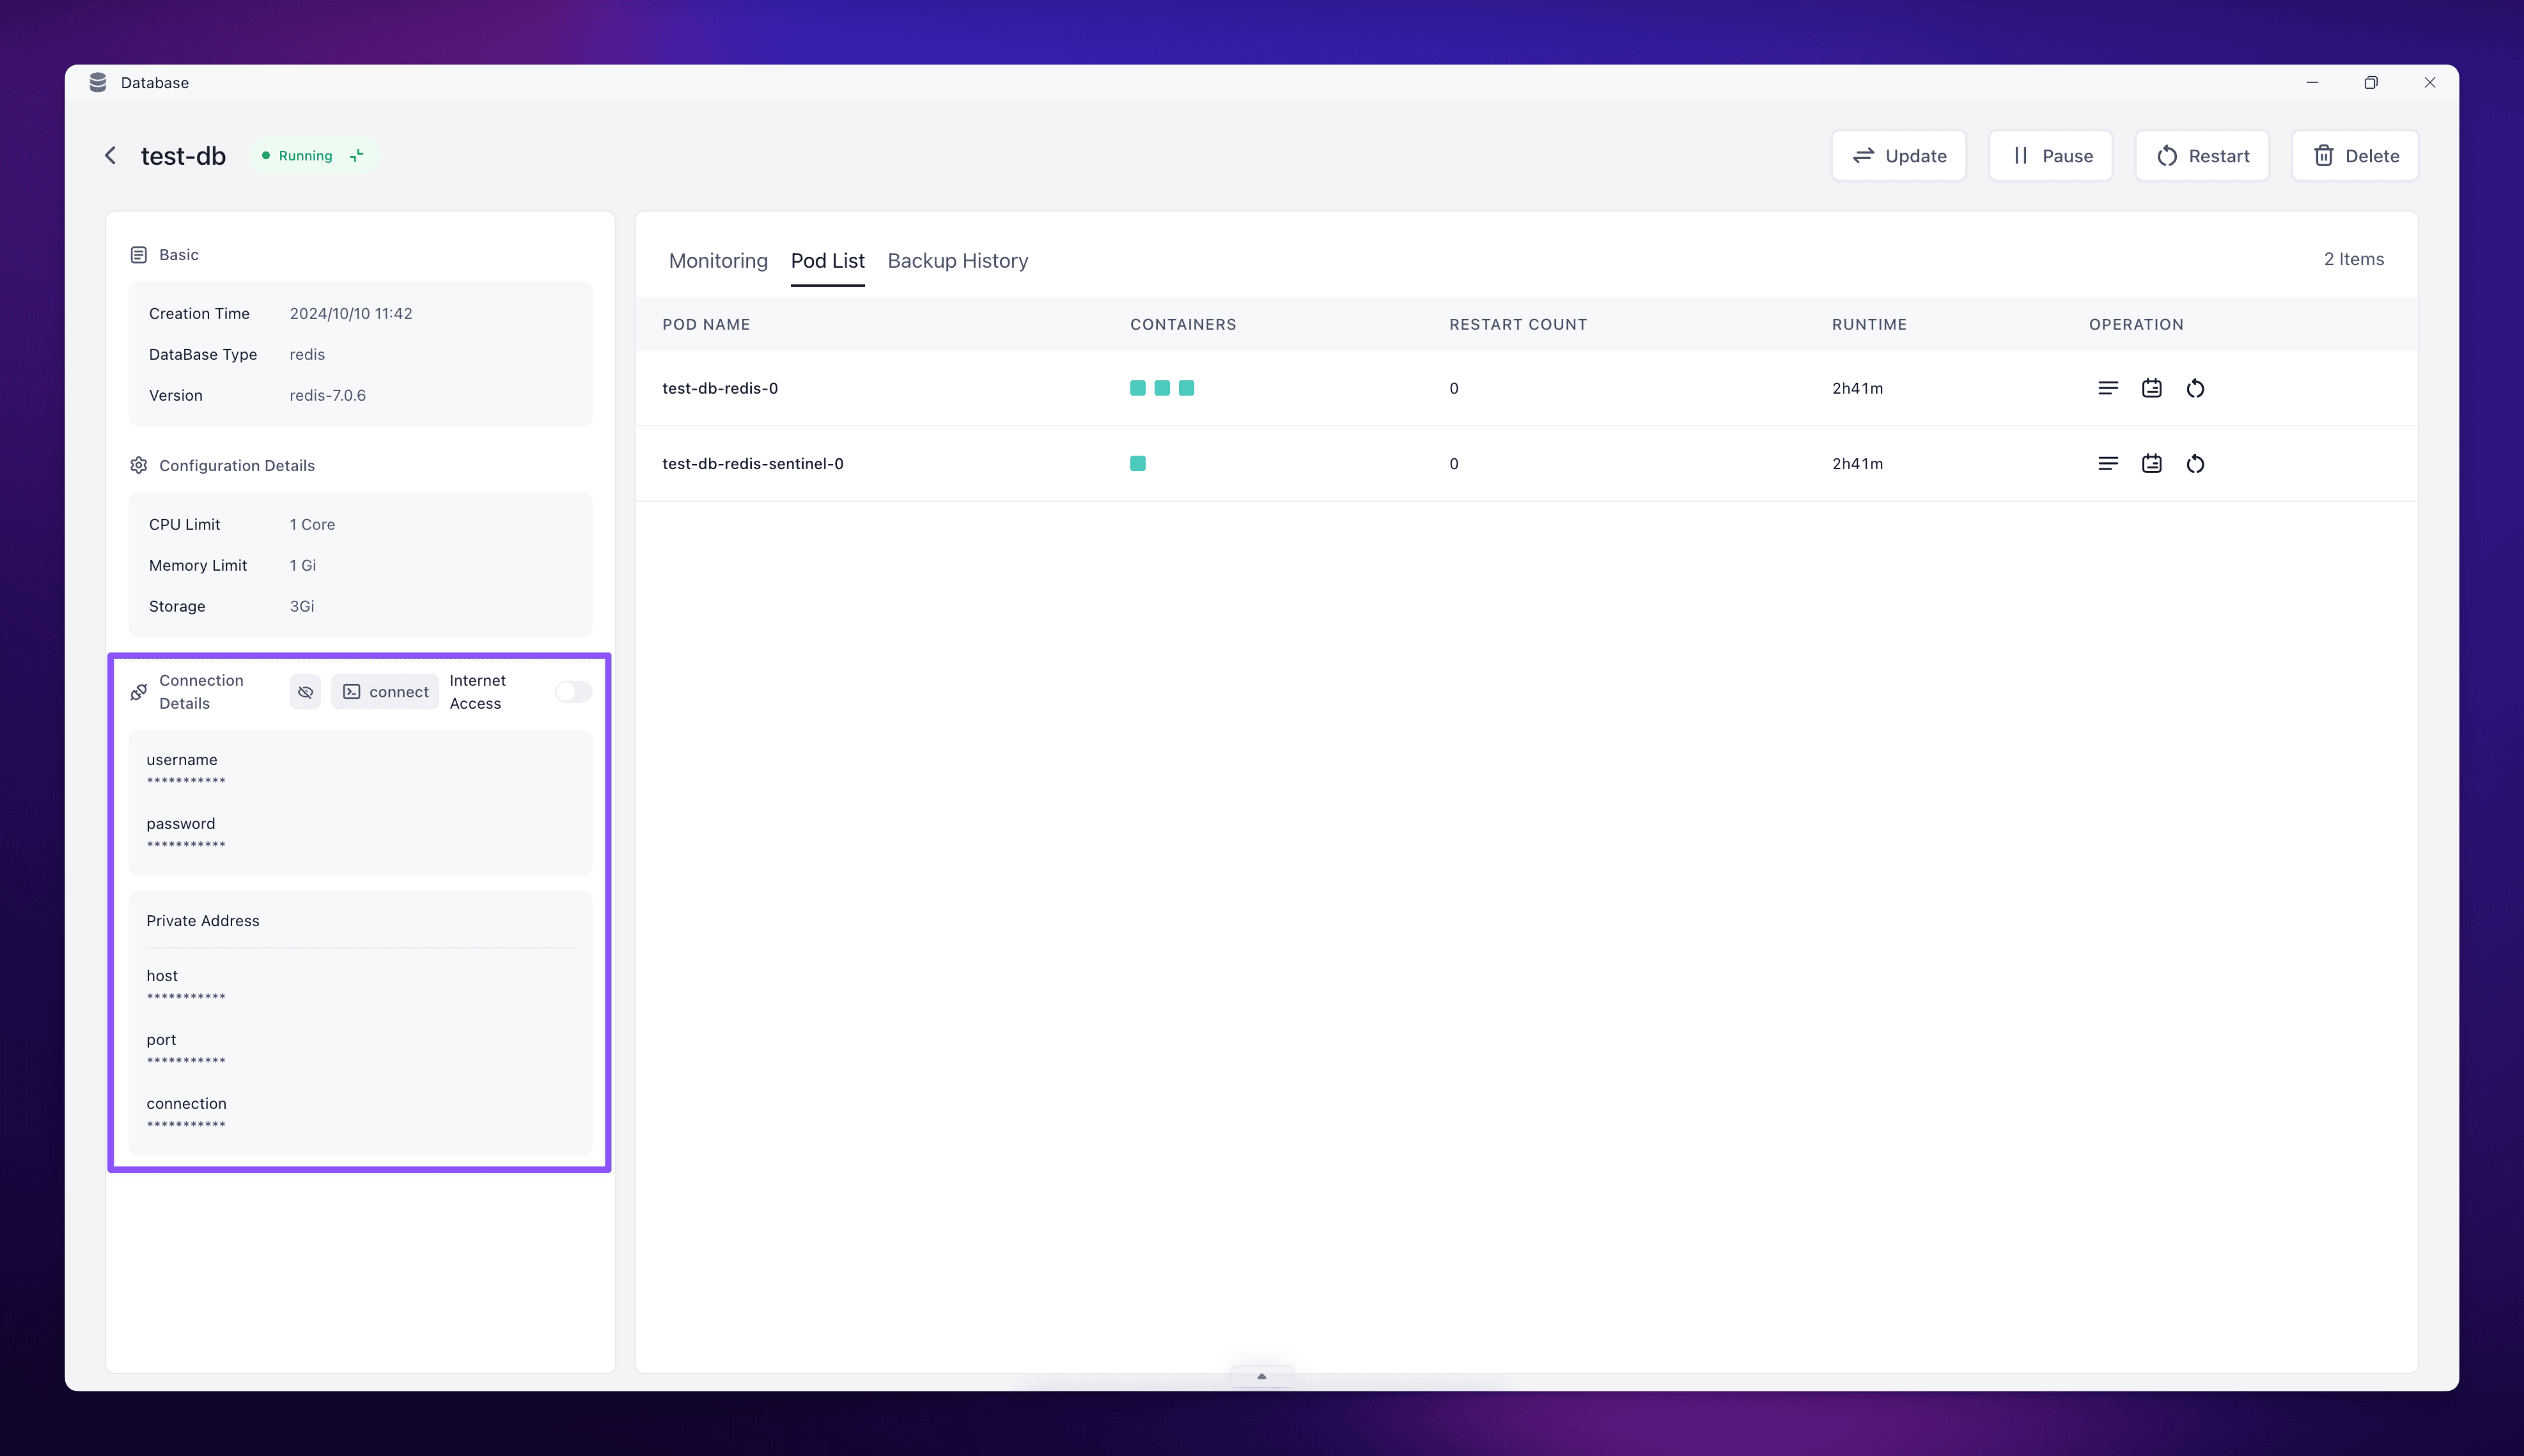 Database
test-db
Running
Update
Pause
Restart
Delete
Basic
Creation Time 2024/10/10 11:42
DataBase Type redis
Version redis-7.0.6
Configuration Details
CPU Limit 1 Core
Memory Limit 1 Gi
Storage 3Gi
Connection
Details
connect
Internet
Access
username
***********
password
***********
Private Address
host
***********
port
***********
connection
***********
Monitoring Pod List Backup History
2 Items
POD NAME CONTAINERS RESTART COUNT RUNTIME OPERATION
test-db-redis-0 0 2h41m
test-db-redis-sentinel-0 0 2h41m